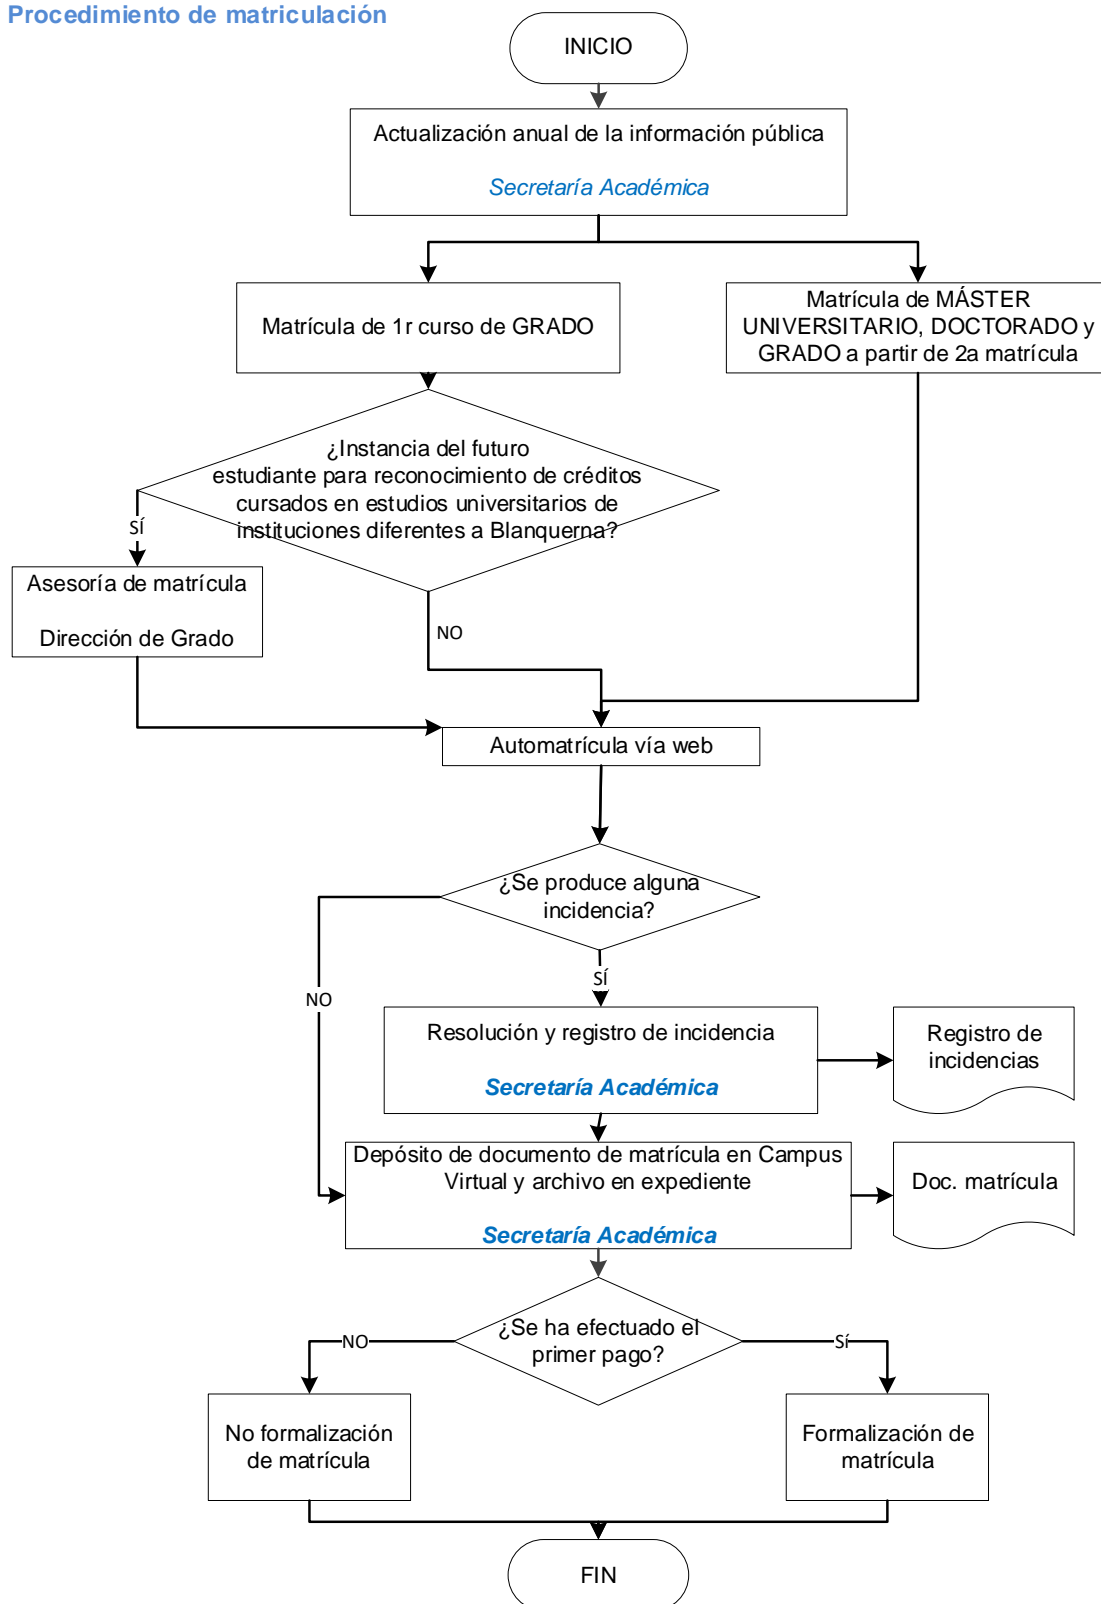 Procedimiento de matriculación
INICIO
Actualización anual de la información pública
Secretaría Académica
Matrícula de 1r curso de GRADO
Matrícula de MÁSTER
UNIVERSITARIO, DOCTORADO y
GRADO a partir de 2a matrícula
¿Instancia del futuro
estudiante para reconocimiento de créditos
cursados en estudios universitarios de
instituciones diferentes a Blanquerna?
SÍ
Asesoría de matrícula
Dirección de Grado
NO
Automatrícula vía web
¿Se produce alguna
incidencia?
SÍ
NO
Resolución y registro de incidencia
Secretaría Académica
Registro de
incidencias
Depósito de documento de matrícula en Campus
Virtual y archivo en expediente
Secretaría Académica
Doc. matrícula
¿Se ha efectuado el
primer pago?
NO
Sí
No formalización
de matrícula
Formalización de
matrícula
FIN